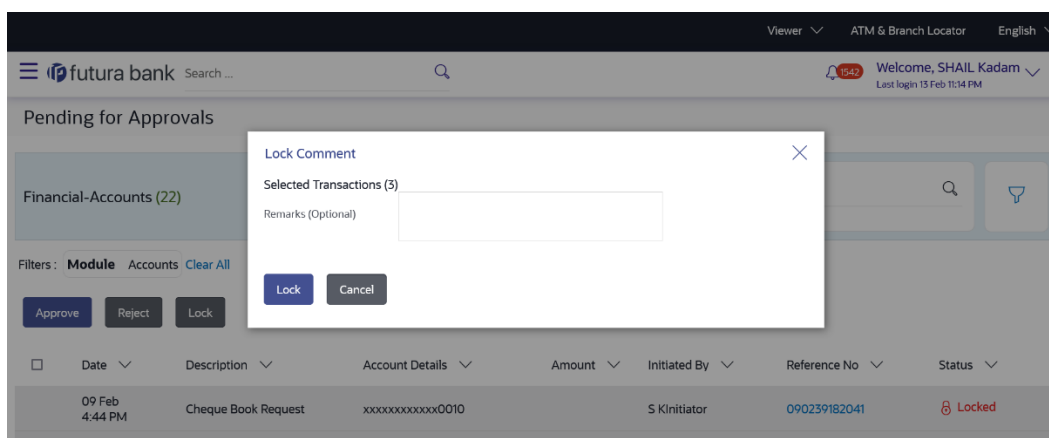 Viewer ATM & Branch Locator English
futura bank Search ... 1542 Welcome, SHAIL Kadam
Last login 13 Feb 11:14 PM
Pending for Approvals
Lock Comment
Selected Transactions (3)
Financial-Accounts (22)
Remarks (Optional)
Filters : Module Accounts Clear All
Lock Cancel
Approve Reject Lock
Date Description Account Details Amount Initiated By Reference No Status
09 Feb
4:44 PM Cheque Book Request xxxxxxxxxxxx0010 S KInitiator 090239182041 Locked